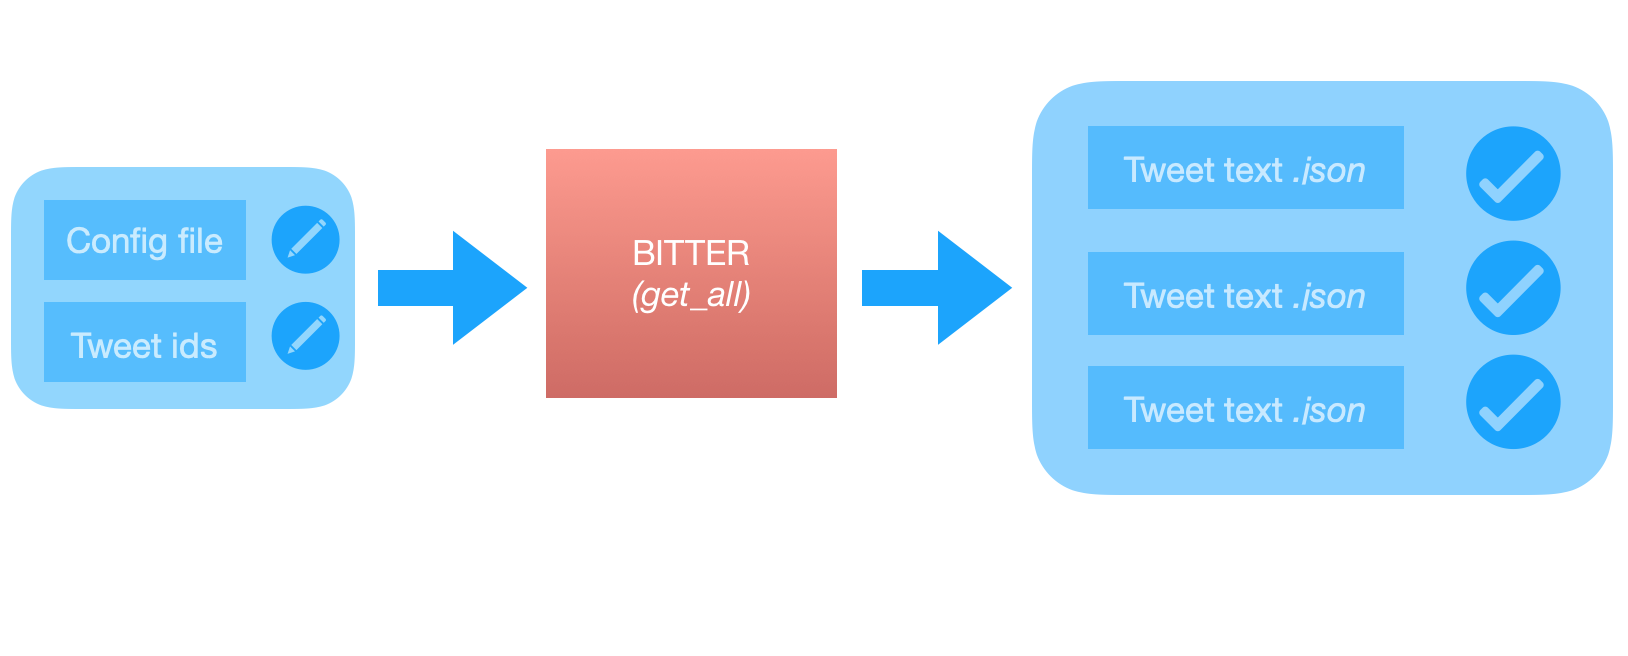 Config file
Tweet ids
BITTER
(get_all)
Tweet text .json
Tweet text .json
Tweet text .json